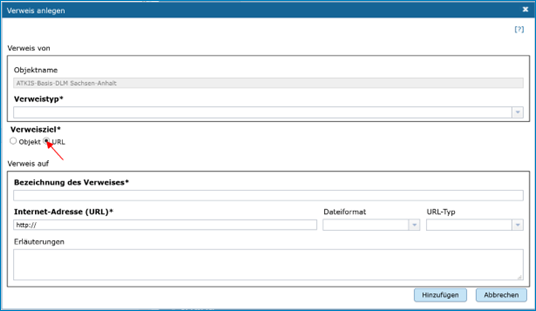 Verweis anlegen
[?]
Verweis von
Objektname
ATKIS-Basis-DLM Sachsen-Anhalt
Verweistyp*
Verweisziel*
Objekt URL
Verweis auf
Bezeichnung des Verweises*
Internet-Adresse (URL)* Dateiformat URL-Typ
http://
Erläuterungen
Hinzufügen Abbrechen